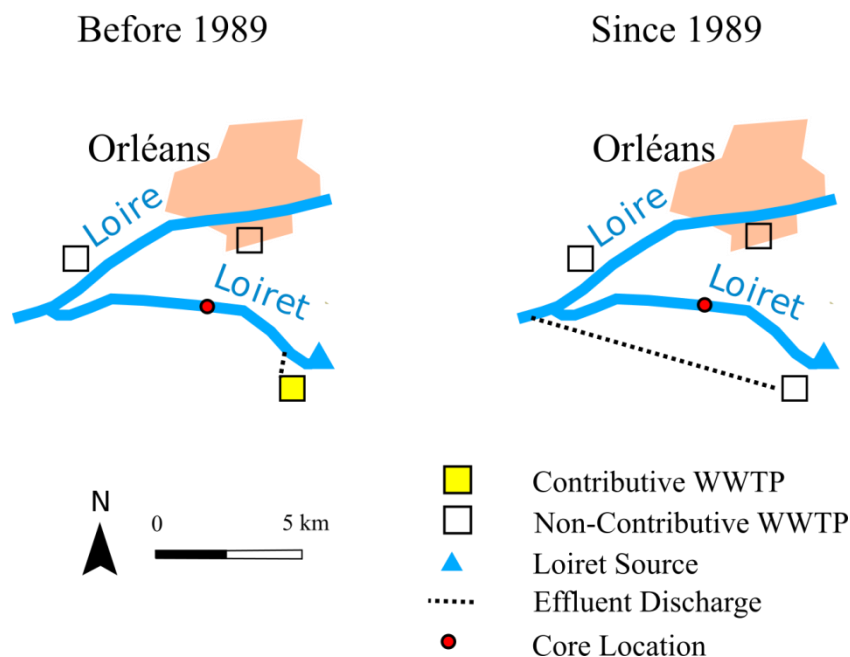 Before 1989
Since 1989
Orléans
Loire
Loiret
Orléans
Loire
Loiret
N
0 5 km
Contributive WWTP
Non-Contributive WWTP
Loiret Source
Effluent Discharge
Core Location